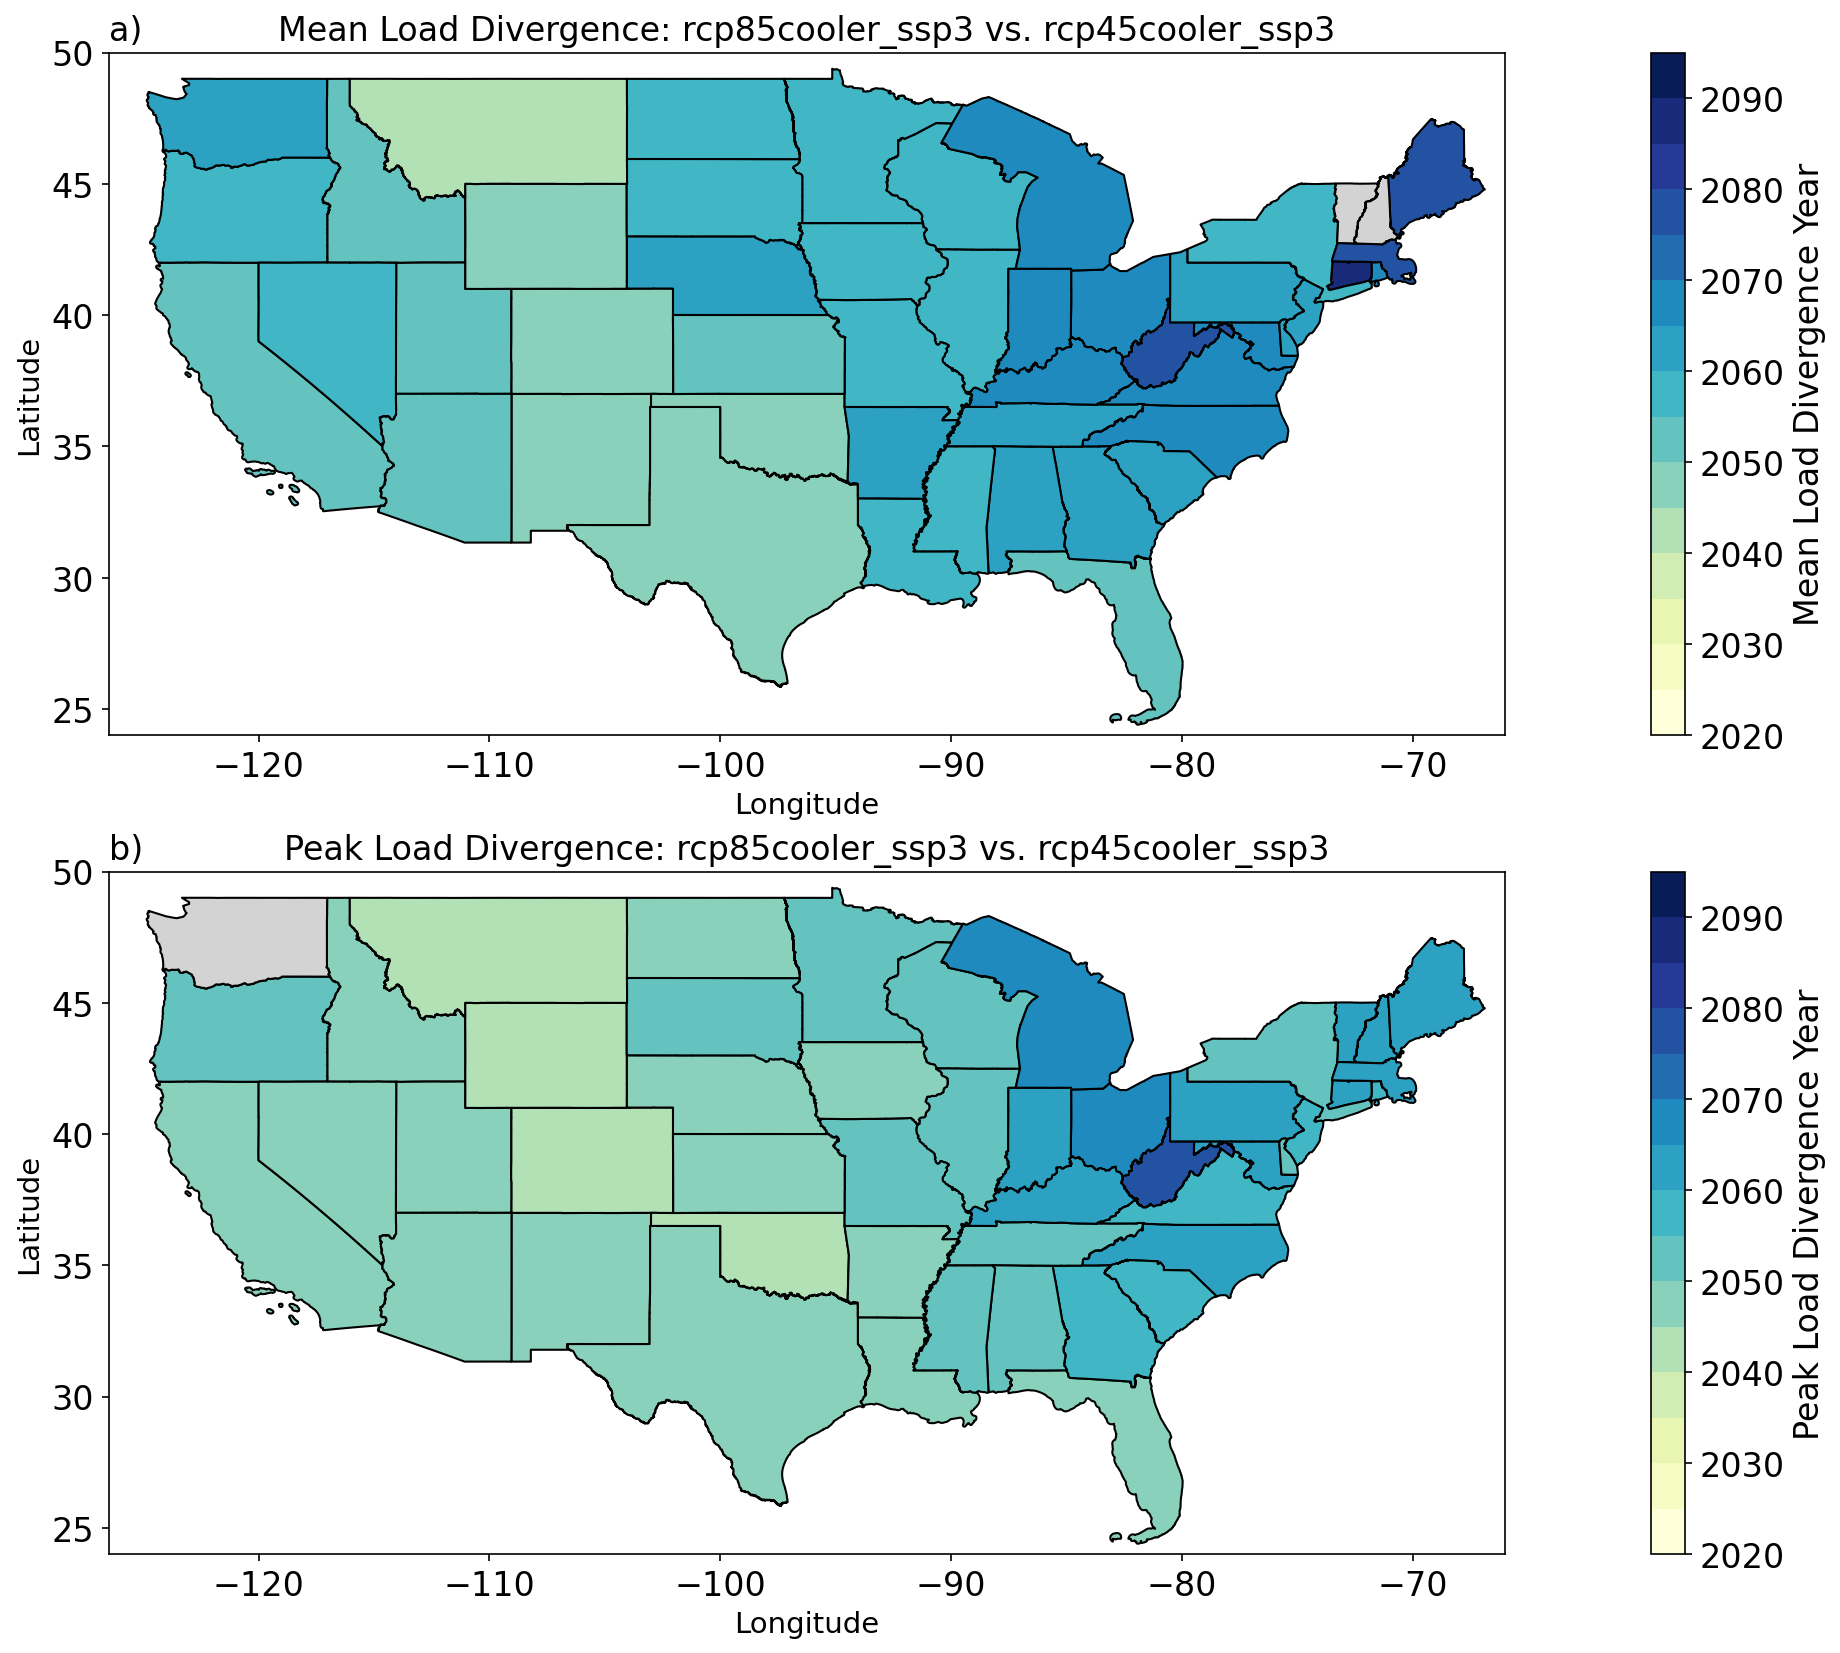 a) Mean Load Divergence: rcp85cooler_ssp3 vs. rcp45cooler_ssp3
50
45
40
35
30
25
Latitude
−120 −110 −100 −90 −80 −70
Longitude
2090
2080
2070
2060
2050
2040
2030
2020
Mean Load Divergence Year
b) Peak Load Divergence: rcp85cooler_ssp3 vs. rcp45cooler_ssp3
50
45
40
35
30
25
Latitude
−120 −110 −100 −90 −80 −70
Longitude
2090
2080
2070
2060
2050
2040
2030
2020
Peak Load Divergence Year